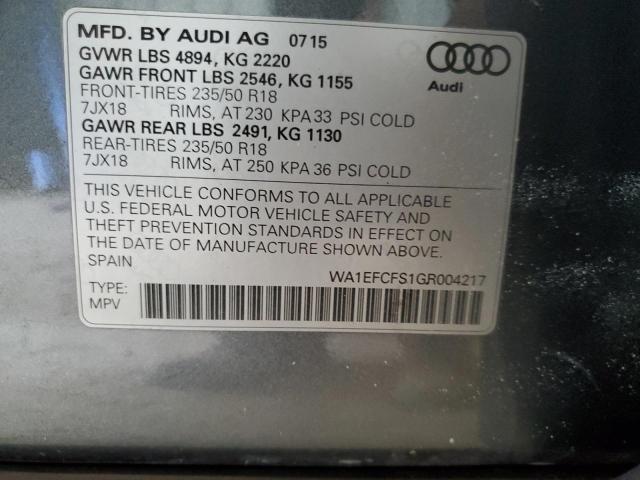 MFD. BY AUDI AG 0715
GVWR LBS 4894, KG 2220
GAWR FRONT LBS 2546, KG 1155
FRONT-TIRES 235/50 R18
7JX18 RIMS, AT 230 KPA 33 PSI COLD
GAWR REAR LBS 2491, KG 1130
REAR-TIRES 235/50 R18
7JX18 RIMS, AT 250 KPA 36 PSI COLD
Audi
THIS VEHICLE CONFORMS TO ALL APPLICABLE
U.S. FEDERAL MOTOR VEHICLE SAFETY AND
THEFT PREVENTION STANDARDS IN EFFECT ON
THE DATE OF MANUFACTURE SHOWN ABOVE.
SPAIN
WA1EFCFS1GR004217
TYPE:
MPV